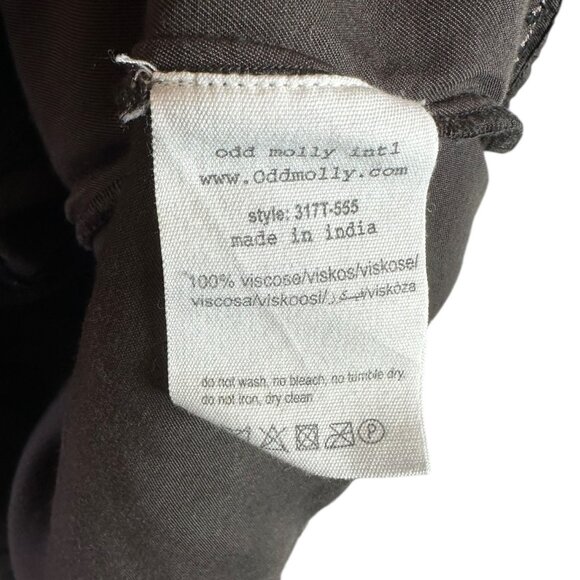 odd molly intl
www.Oddmolly.com
style: 317T-555
made in india
100% viscose/viskos/viskose/
viscosa/viskoosi/فيسكوز/viskóza
do not wash, no bleach, no tumble dry,
do not iron, dry clean
P